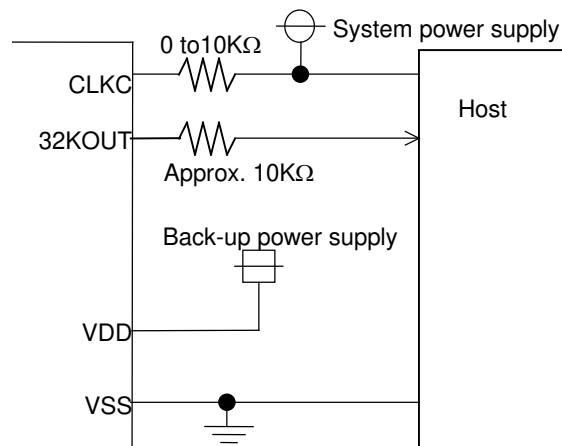 0 to10KΩ
System power supply
CLKC
Host
32KOUT
Approx. 10KΩ
Back-up power supply
VDD
VSS